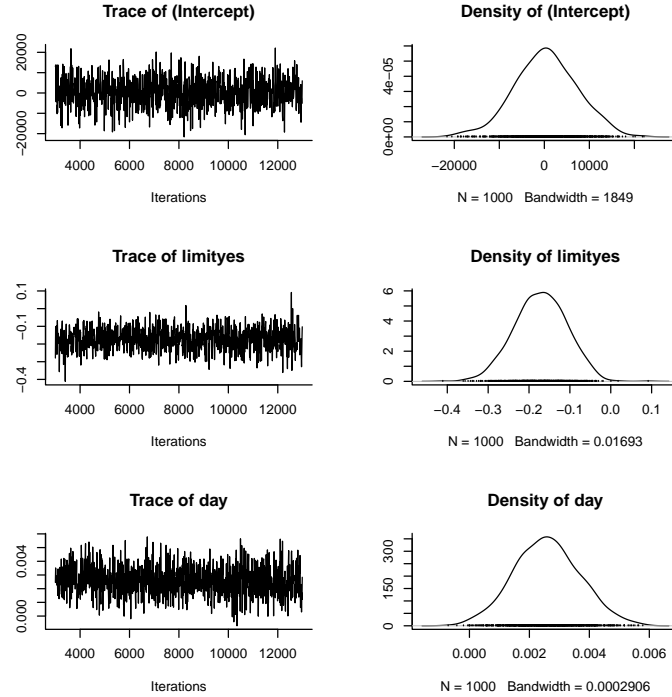 Trace of (Intercept)
−20000 0 20000
4000 6000 8000 10000 12000
Iterations
Density of (Intercept)
0e+00 4e−05
−20000 0 10000
N = 1000 Bandwidth = 1849
Trace of limityes
−0.4 −0.1 0.1
4000 6000 8000 10000 12000
Iterations
Density of limityes
0 2 4 6
−0.4 −0.3 −0.2 −0.1 0.0 0.1
N = 1000 Bandwidth = 0.01693
Trace of day
0.000 0.004
4000 6000 8000 10000 12000
Iterations
Density of day
0 150 300
0.000 0.002 0.004 0.006
N = 1000 Bandwidth = 0.0002906